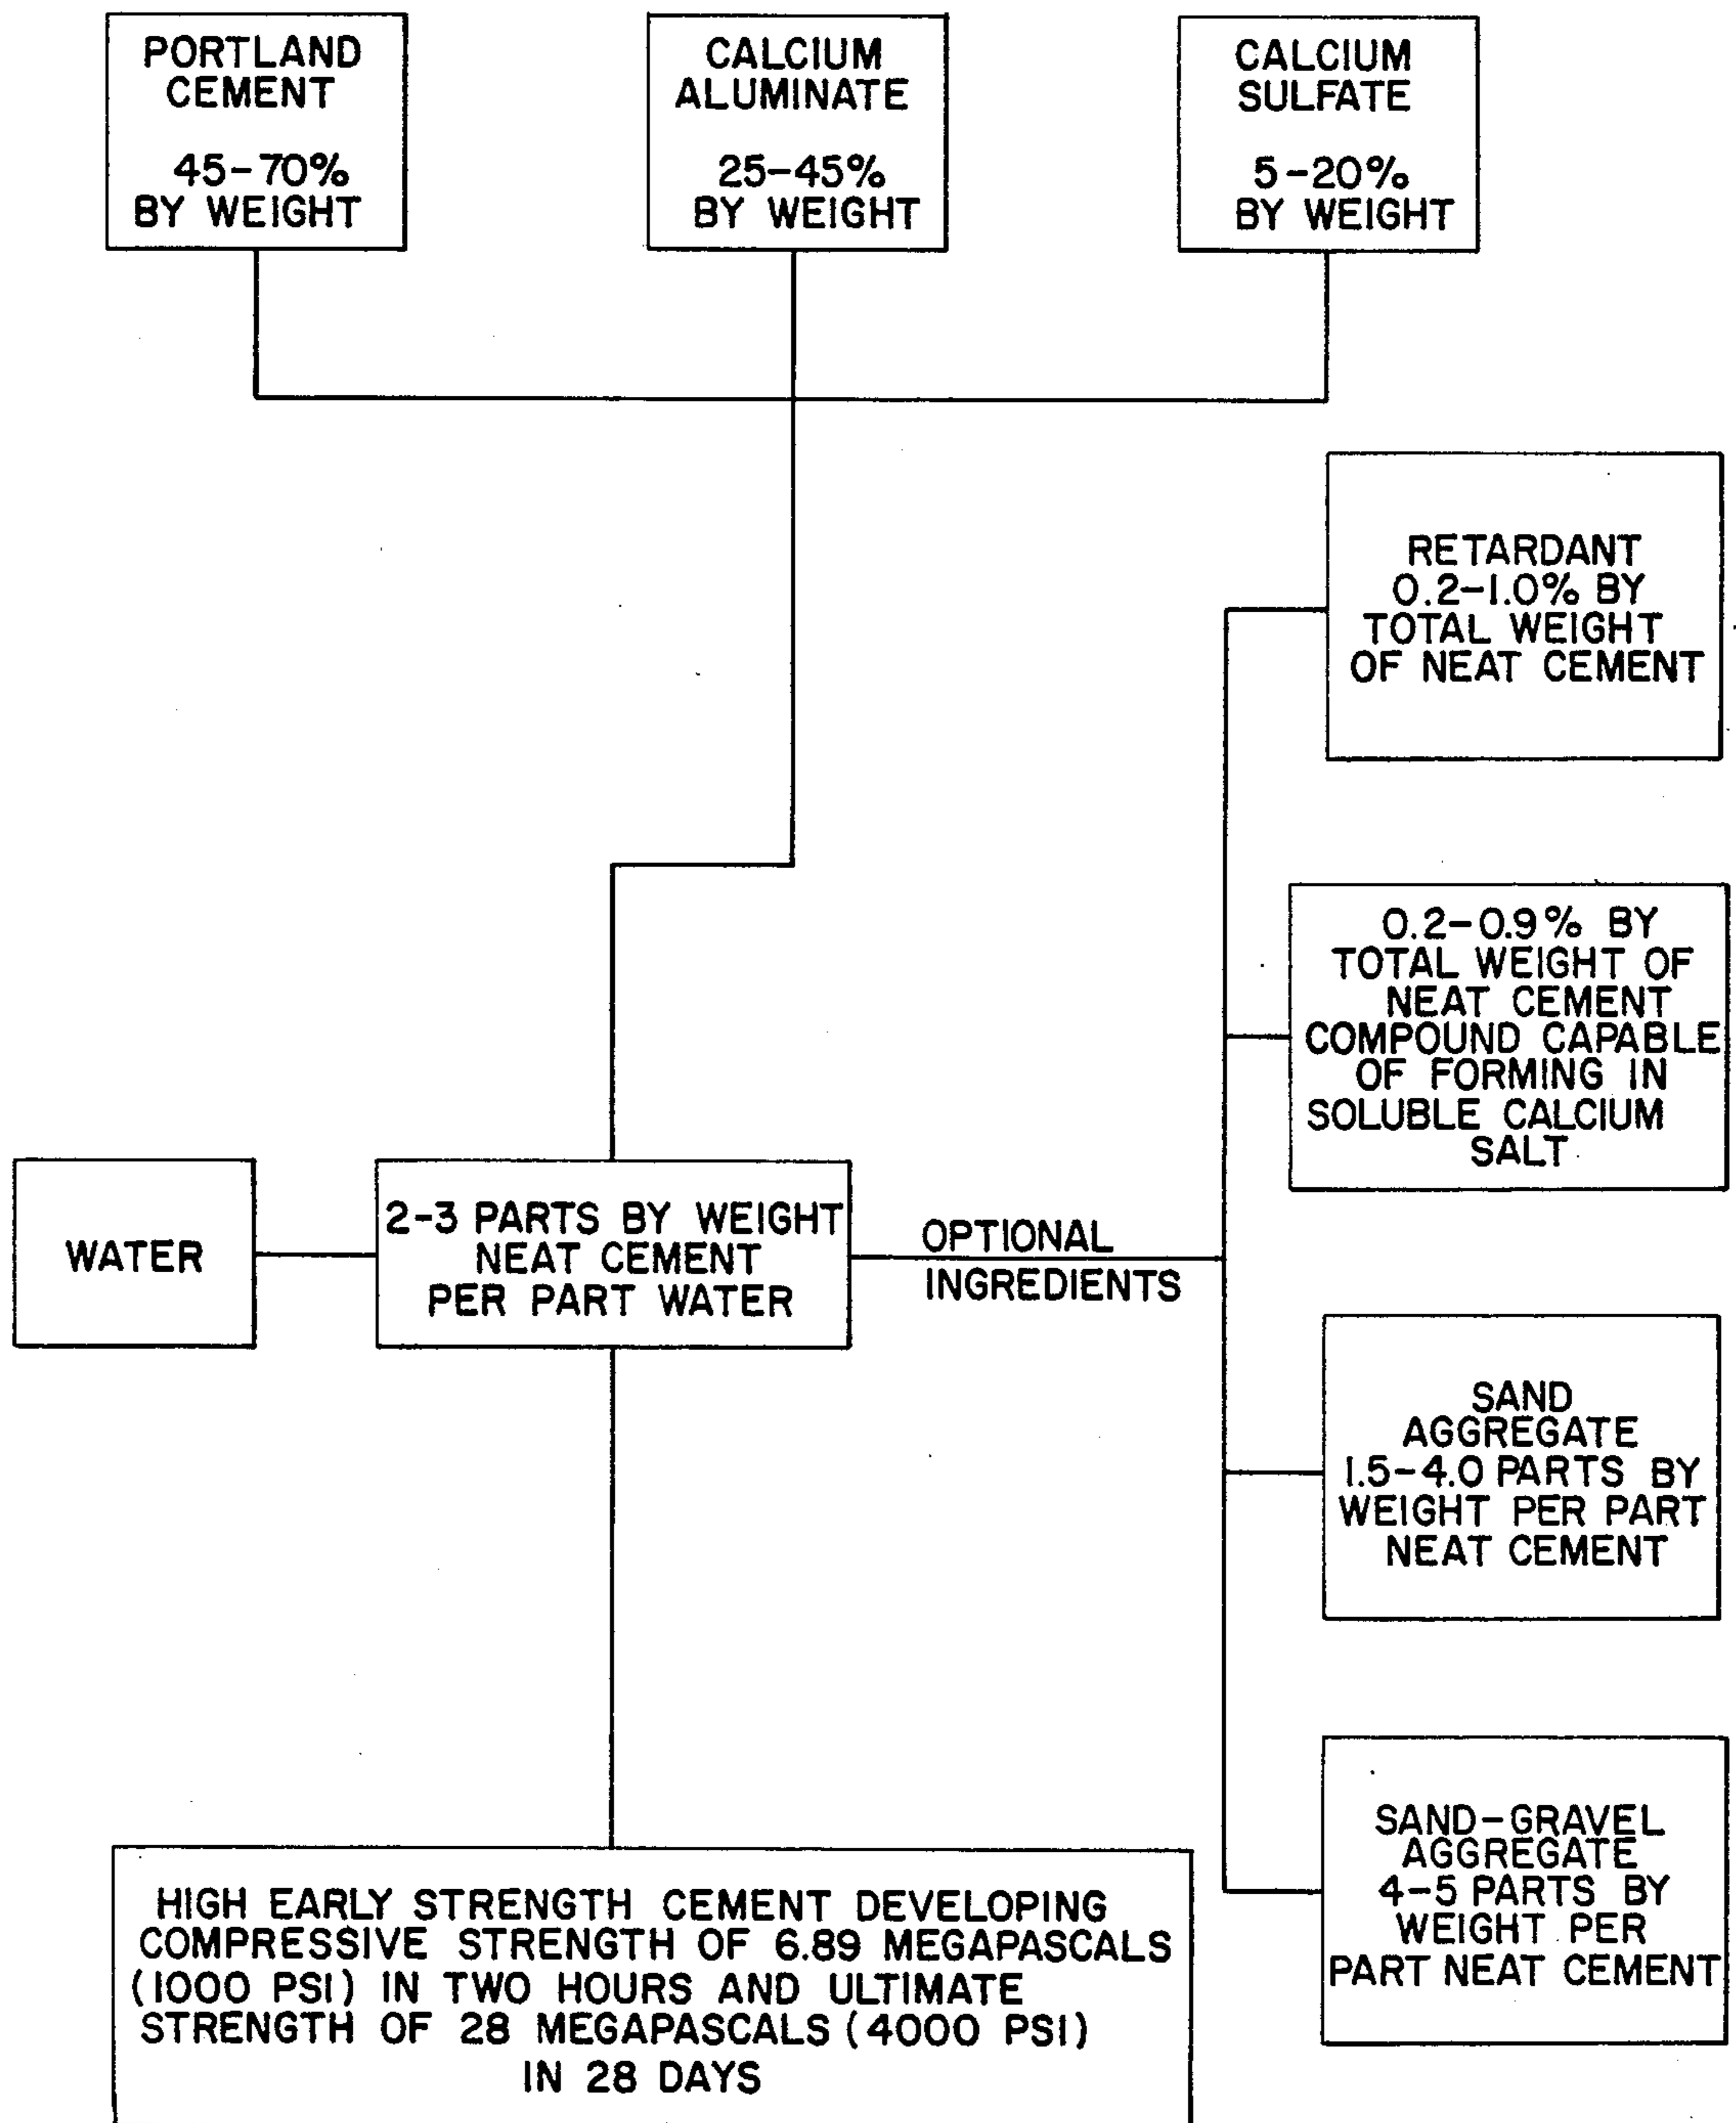 PORTLAND
CEMENT
45-70%
BY WEIGHT
CALCIUM
ALUMINATE
25-45%
BY WEIGHT
CALCIUM
SULFATE
5-20%
BY WEIGHT
RETARDANT
0.2-1.0% BY
TOTAL WEIGHT
OF NEAT CEMENT
0.2-0.9% BY
TOTAL WEIGHT OF
NEAT CEMENT
COMPOUND CAPABLE
OF FORMING IN
SOLUBLE CALCIUM
SALT
WATER
2-3 PARTS BY WEIGHT
NEAT CEMENT
PER PART WATER
OPTIONAL
INGREDIENTS
SAND
AGGREGATE
1.5-4.0 PARTS BY
WEIGHT PER PART
NEAT CEMENT
SAND-GRAVEL
AGGREGATE
4-5 PARTS BY
WEIGHT PER
PART NEAT CEMENT
HIGH EARLY STRENGTH CEMENT DEVELOPING
COMPRESSIVE STRENGTH OF 6.89 MEGAPASCALS
(1000 PSI) IN TWO HOURS AND ULTIMATE
STRENGTH OF 28 MEGAPASCALS (4000 PSI)
IN 28 DAYS